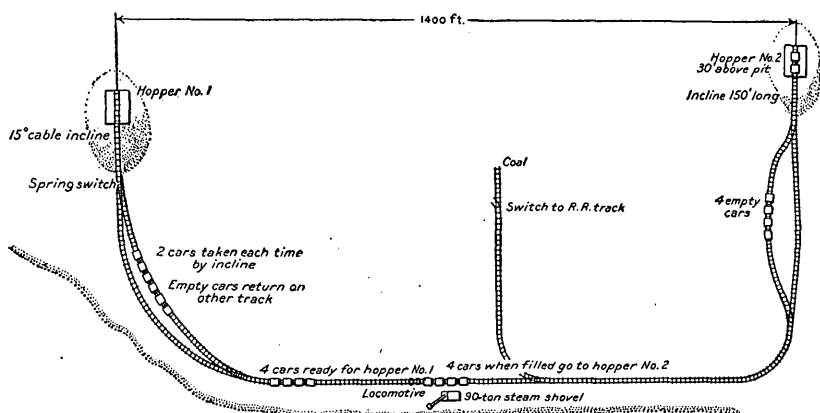 1400 ft.
Hopper No.1
15° cable incline
Spring switch
2 cars taken each time
by incline
Empty cars return on
other track
4 cars ready for hopper No.1
Locomotive
4 cars when filled go to hopper No.2
90-ton steam shovel
Coal
Switch to R.R. track
Hopper No.2
30' above pit
Incline 150' long
4 empty
cars